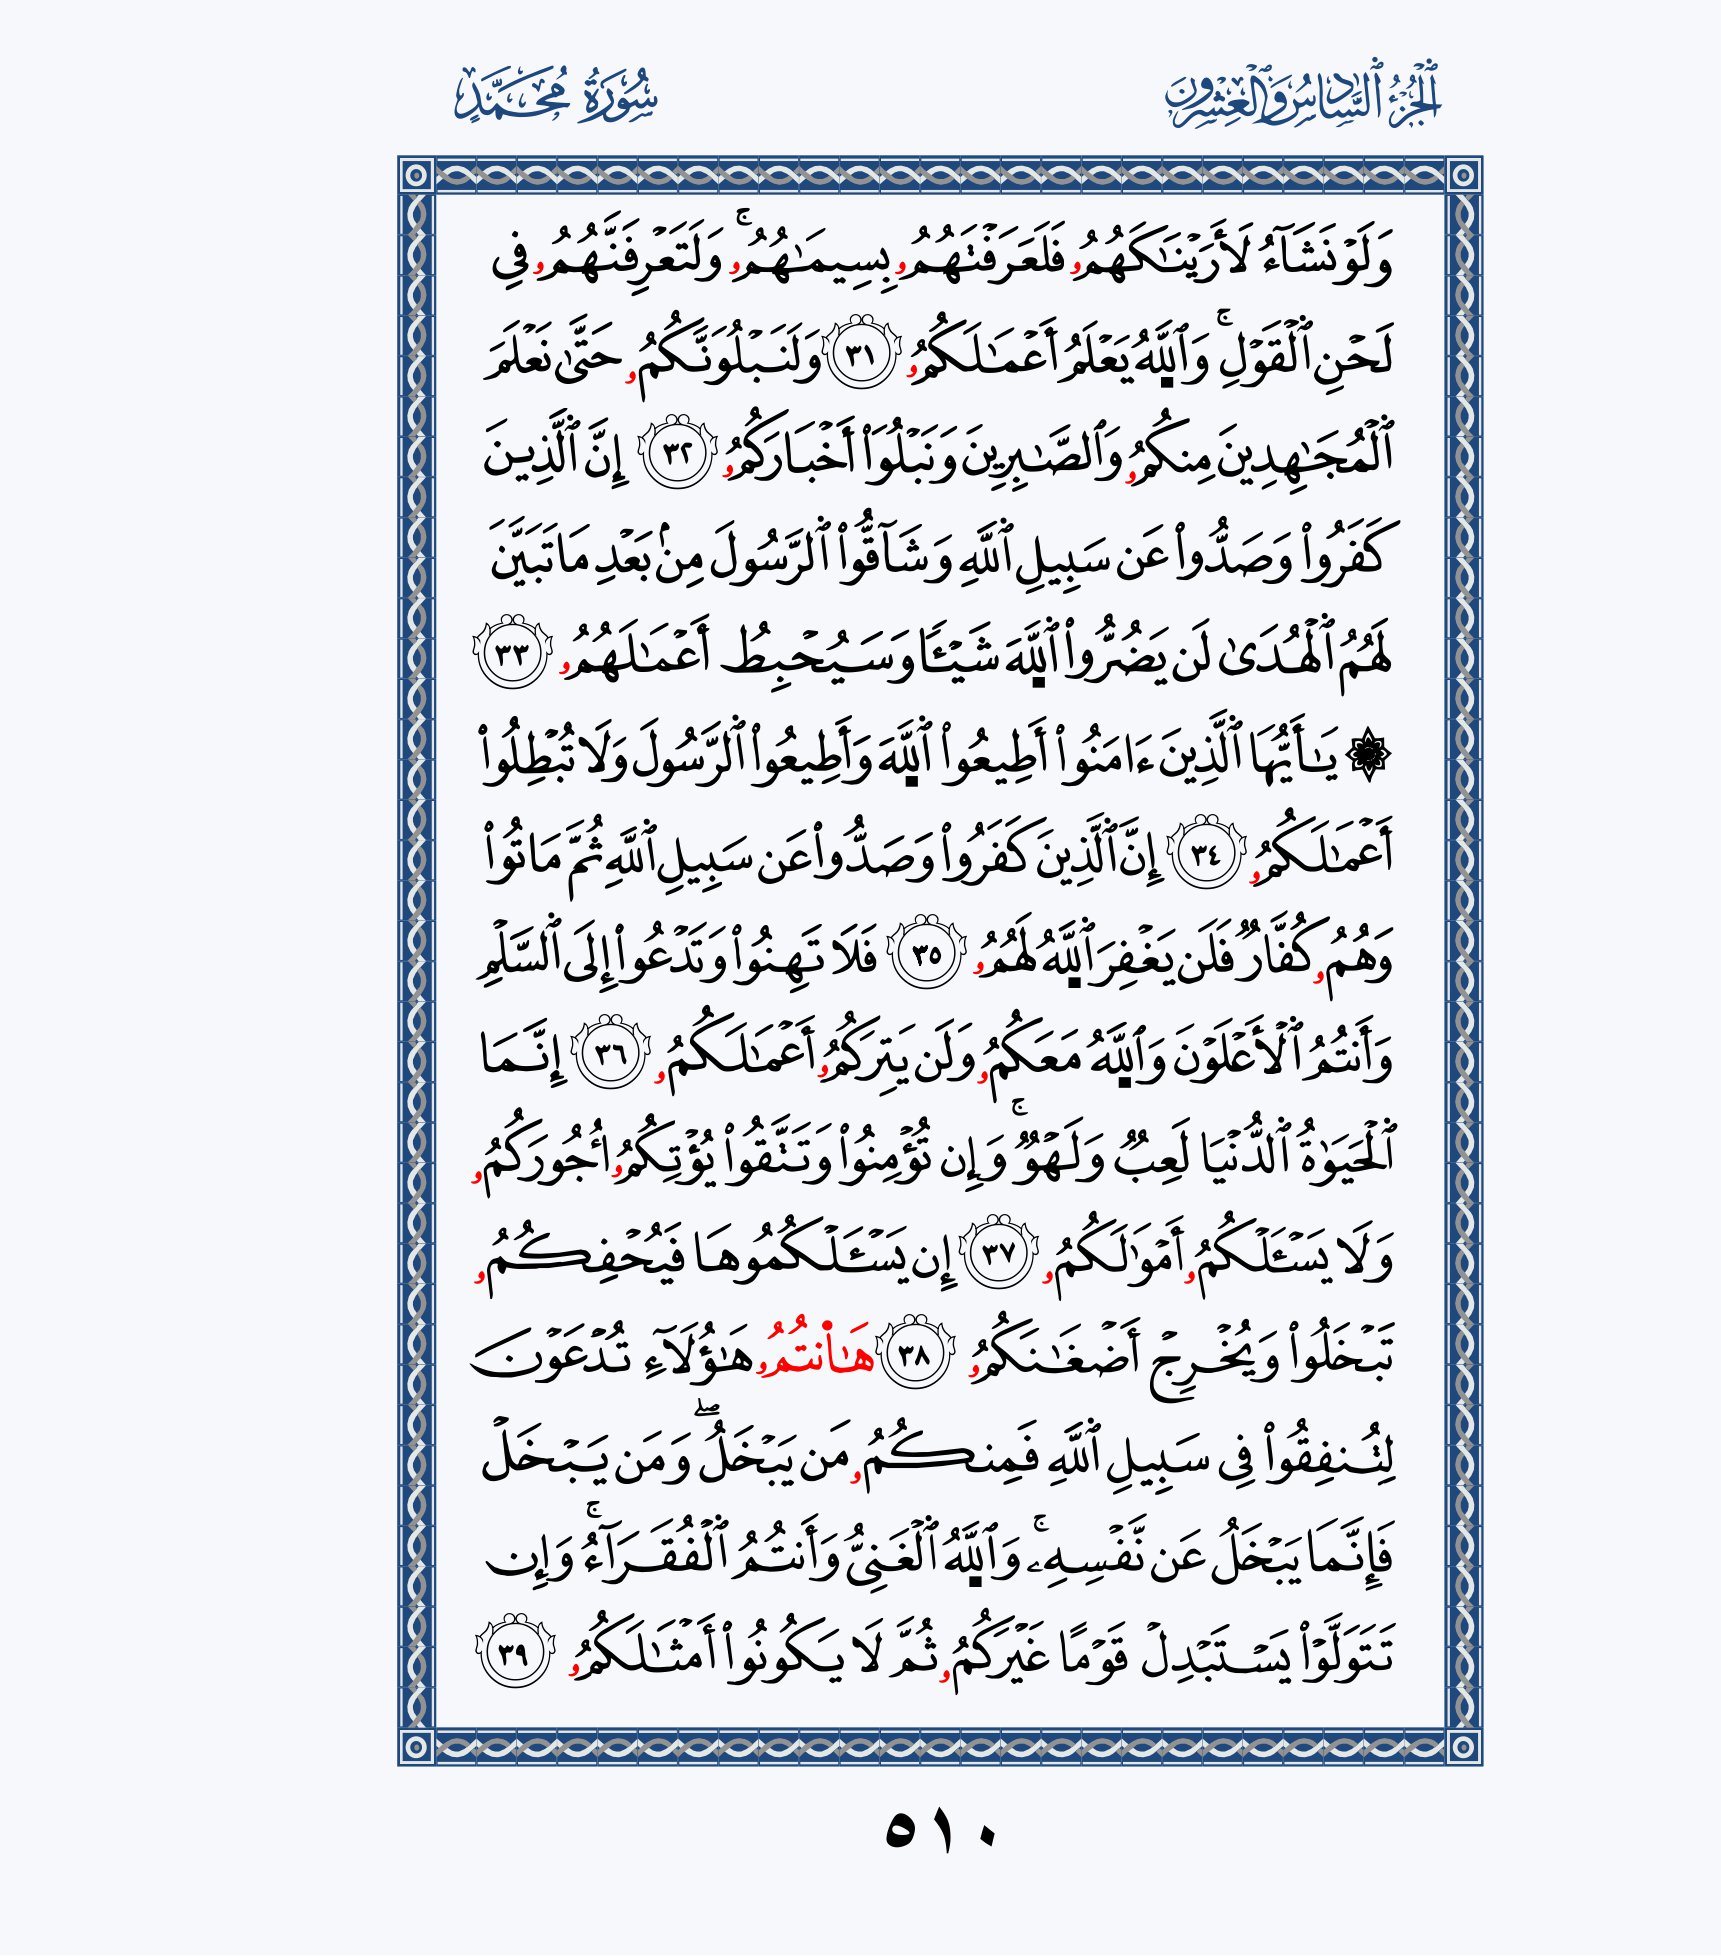 ٱلْجُزْءُ ٱلسَّادِسُ وَٱلْعِشْرُونَ
سُورَةُ مُحَمَّدٍ
وَلَوْ نَشَآءُ لَأَرَيْنَٰكَهُمُۥ فَلَعَرَفْتَهُمُۥ بِسِيمَٰهُمُۥۚ وَلَتَعْرِفَنَّهُمُۥ فِي
لَحْنِ ٱلْقَوْلِۚ وَٱللَّهُ يَعْلَمُ أَعْمَٰلَكُمُۥ ٣١ وَلَنَبْلُوَنَّكُمُۥ حَتَّىٰ نَعْلَمَ
ٱلْمُجَٰهِدِينَ مِنكُمُۥ وَٱلصَّٰبِرِينَ وَنَبْلُوَا۟ أَخْبَارَكُمُۥ ٣٢ إِنَّ ٱلَّذِينَ
كَفَرُوا۟ وَصَدُّوا۟ عَن سَبِيلِ ٱللَّهِ وَشَآقُّوا۟ ٱلرَّسُولَ مِنۢ بَعْدِ مَا تَبَيَّنَ
لَهُمُ ٱلْهُدَىٰ لَن يَضُرُّوا۟ ٱللَّهَ شَيْـًٔا وَسَيُحْبِطُ أَعْمَٰلَهُمُۥ ٣٣
۞ يَٰٓأَيُّهَا ٱلَّذِينَ ءَامَنُوا۟ أَطِيعُوا۟ ٱللَّهَ وَأَطِيعُوا۟ ٱلرَّسُولَ وَلَا تُبْطِلُوا۟
أَعْمَٰلَكُمُۥ ٣٤ إِنَّ ٱلَّذِينَ كَفَرُوا۟ وَصَدُّوا۟ عَن سَبِيلِ ٱللَّهِ ثُمَّ مَاتُوا۟
وَهُمُۥ كُفَّارٌ فَلَن يَغْفِرَ ٱللَّهُ لَهُمُۥ ٣٥ فَلَا تَهِنُوا۟ وَتَدْعُوا۟ إِلَى ٱلسَّلْمِ
وَأَنتُمُ ٱلْأَعْلَوْنَ وَٱللَّهُ مَعَكُمُۥ وَلَن يَتِرَكُمُۥ أَعْمَٰلَكُمُۥ ٣٦ إِنَّمَا
ٱلْحَيَوٰةُ ٱلدُّنْيَا لَعِبٌ وَلَهْوٌۚ وَإِن تُؤْمِنُوا۟ وَتَتَّقُوا۟ يُؤْتِكُمُۥ أُجُورَكُمُۥ
وَلَا يَسْـَٔلْكُمُۥ أَمْوَٰلَكُمُۥ ٣٧ إِن يَسْـَٔلْكُمُوهَا فَيُحْفِكُمُۥ
تَبْخَلُوا۟ وَيُخْرِجْ أَضْغَٰنَكُمُۥ ٣٨ هَٰا۬نتُمُۥ هَٰؤُلَآءِ تُدْعَوْنَ
لِتُنفِقُوا۟ فِي سَبِيلِ ٱللَّهِ فَمِنكُمُۥ مَن يَبْخَلُۖ وَمَن يَبْخَلْ
فَإِنَّمَا يَبْخَلُ عَن نَّفْسِهِۦۚ وَٱللَّهُ ٱلْغَنِيُّ وَأَنتُمُ ٱلْفُقَرَآءُۚ وَإِن
تَتَوَلَّوْا۟ يَسْتَبْدِلْ قَوْمًا غَيْرَكُمُۥ ثُمَّ لَا يَكُونُوا۟ أَمْثَٰلَكُمُۥ ٣٩
٥١٠